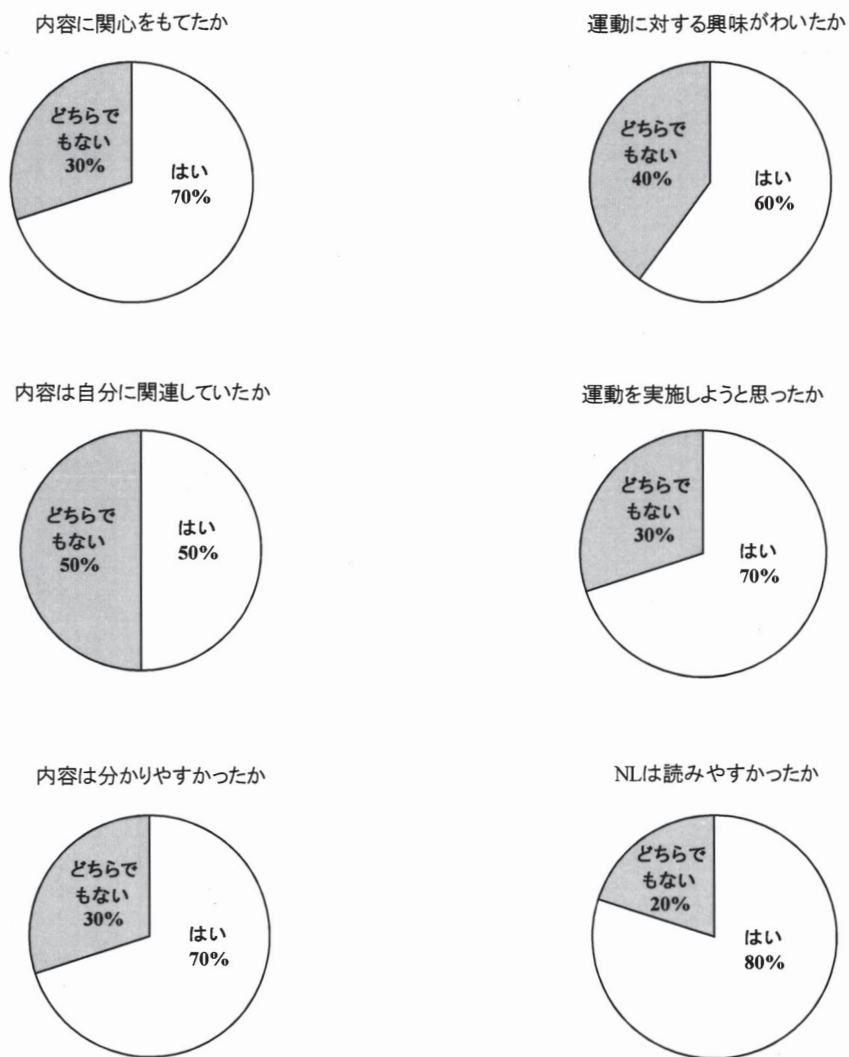 内容に関心をもてたか
どちらで
もない
30%
はい
70%
運動に対する興味がわいたか
どちらで
もない
40%
はい
60%
内容は自分に関連していたか
どちらで
もない
50%
はい
50%
運動を実施しようと思ったか
どちらで
もない
30%
はい
70%
内容は分かりやすかったか
どちらで
もない
30%
はい
70%
NLは読みやすかったか
どちらで
もない
20%
はい
80%